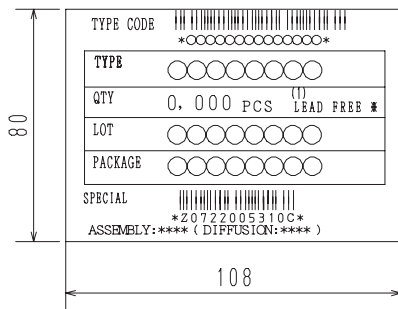 TYPE CODE
*○○○○○○○○○○○○*
TYPE ○○○○○○○○
QTY 0,000 PCS (1) LEAD FREE *
LOT ○○○○○○○○
PACKAGE ○○○○○○○○
SPECIAL
*Z0722005310C*
ASSEMBLY:**** (DIFFUSION:****)
80
108